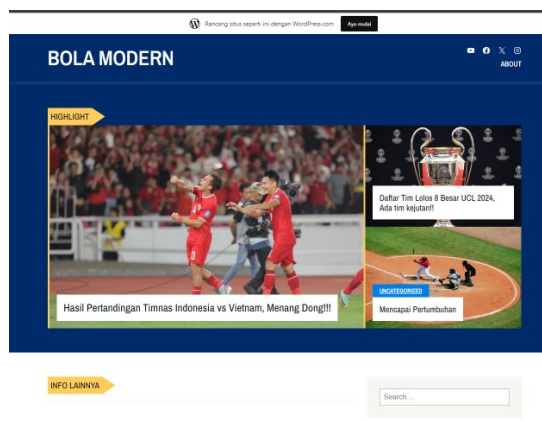 Rancang situs seperti ini dengan WordPress.com
Ayo mulai
BOLA MODERN
ABOUT
HIGHLIGHT
Hasil Pertandingan Timnas Indonesia vs Vietnam, Menang Dong!!!
Daftar Tim Lolos 8 Besar UCL 2024,
Ada tim kejutan!!
UNCATEGORIZED
Mencapai Pertumbuhan
INFO LAINNYA
Search…